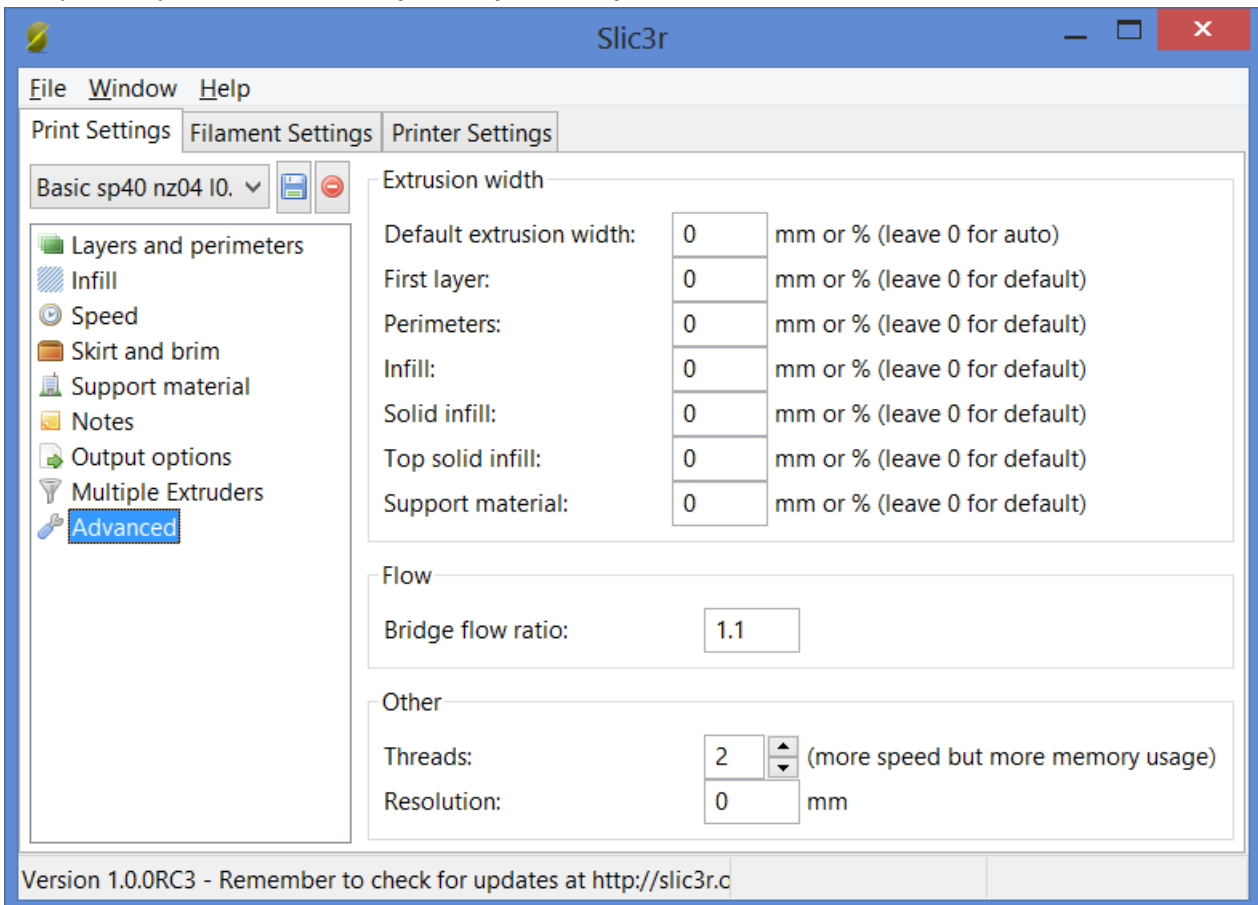 Slic3r
File Window Help
Print Settings Filament Settings Printer Settings
Basic sp40 nz04 l0.
Layers and perimeters
Infill
Speed
Skirt and brim
Support material
Notes
Output options
Multiple Extruders
Advanced
Extrusion width
Default extrusion width: 0 mm or % (leave 0 for auto)
First layer: 0 mm or % (leave 0 for default)
Perimeters: 0 mm or % (leave 0 for default)
Infill: 0 mm or % (leave 0 for default)
Solid infill: 0 mm or % (leave 0 for default)
Top solid infill: 0 mm or % (leave 0 for default)
Support material: 0 mm or % (leave 0 for default)
Flow
Bridge flow ratio: 1.1
Other
Threads: 2 (more speed but more memory usage)
Resolution: 0 mm
Version 1.0.0RC3 - Remember to check for updates at http://slic3r.o